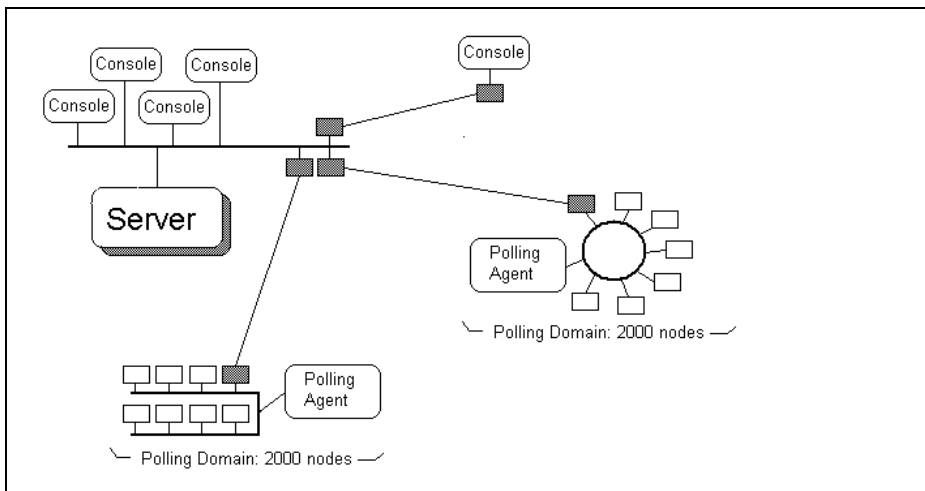 Console
Console
Console
Console
Console
Server
Polling
Agent
Polling Domain: 2000 nodes
Polling
Agent
Polling Domain: 2000 nodes